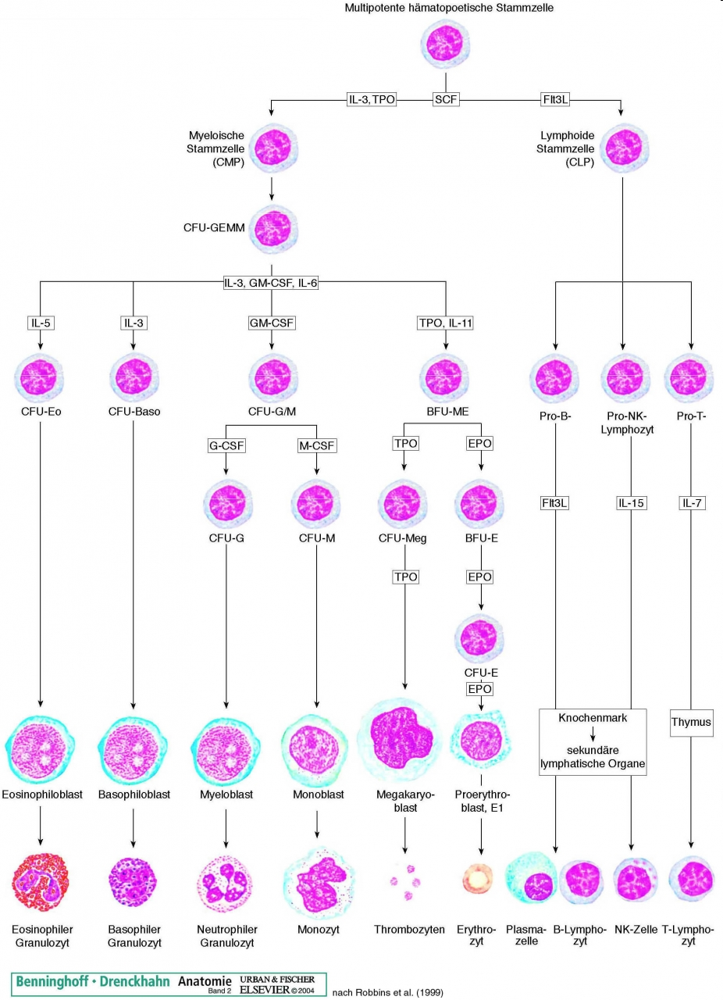 Multipotente hämatopoetische Stammzelle
IL-3, TPO
SCF
Flt3L
Myeloische
Stammzelle
(CMP)
Lymphoide
Stammzelle
(CLP)
CFU-GEMM
IL-3, GM-CSF, IL-6
IL-5
IL-3
GM-CSF
TPO, IL-11
CFU-Eo
CFU-Baso
CFU-G/M
BFU-ME
Pro-B-
Pro-NK-
Lymphozyt
Pro-T-
G-CSF
M-CSF
TPO
EPO
Flt3L
IL-15
IL-7
CFU-G
CFU-M
CFU-Meg
BFU-E
TPO
EPO
CFU-E
EPO
Knochenmark
sekundäre
lymphatische Organe
Thymus
Eosinophiloblast
Basophiloblast
Myeloblast
Monoblast
Megakaryo-
blast
Proerythro-
blast, E1
Eosinophiler
Granulozyt
Basophiler
Granulozyt
Neutrophiler
Granulozyt
Monozyt
Thrombozyten
Erythro-
zyt
Plasma-
zelle
B-Lympho-
zyt
NK-Zelle
T-Lympho-
zyt
Benninghoff • Drenckhahn Anatomie
Band 2
URBAN & FISCHER
ELSEVIER © 2004
nach Robbins et al. (1999)